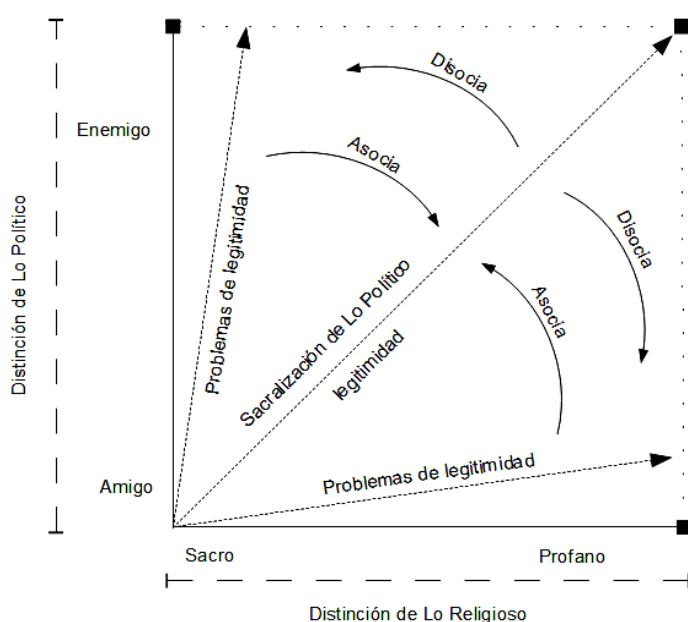 Disocia
Enemigo
Asocia
Distinción de Lo Político
Problemas de legitimidad
Disocia
Sacralización de Lo Político
legitimidad
Asocia
Problemas de legitimidad
Amigo
Sacro
Profano
Distinción de Lo Religioso